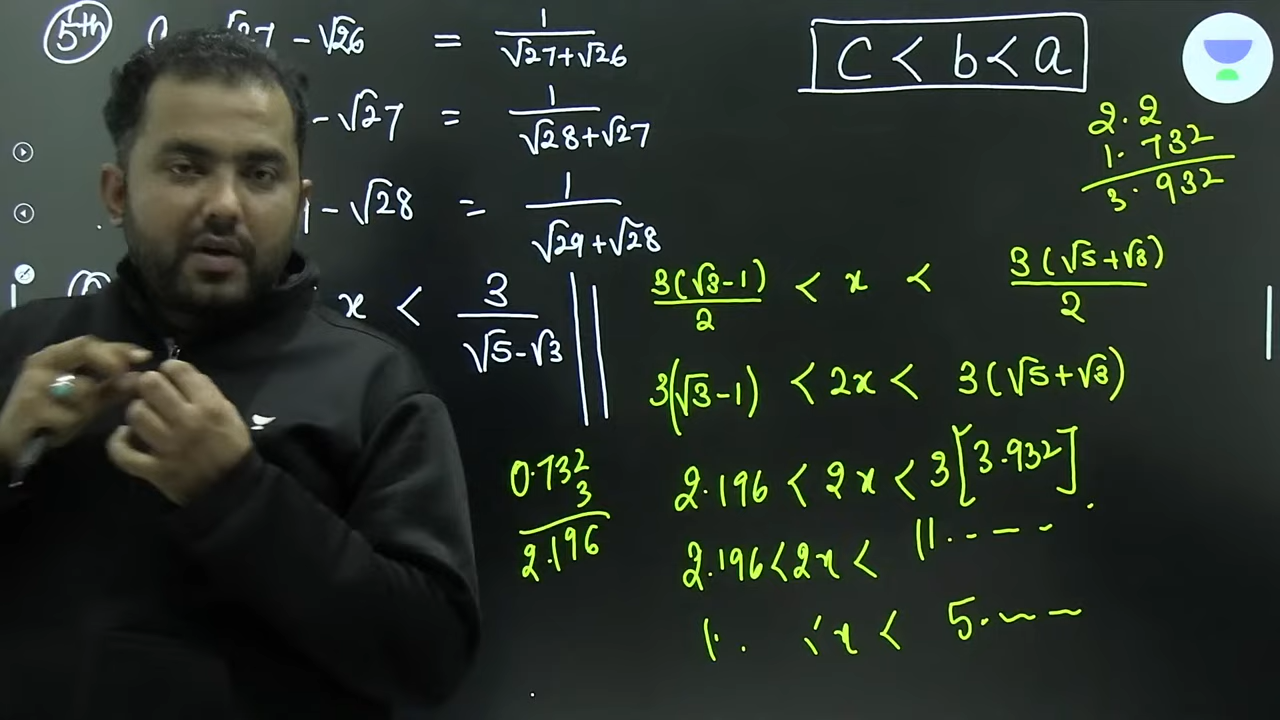 5th √27 - √26 = 1/(√27+√26)
- √27 = 1/(√28+√27)
- √28 = 1/(√29+√28)
x < 3/(√5-√3)
C < b < a
2.2
1.732
3.932
3(√3-1)/2 < x < 3(√5+√3)/2
3(√3-1) < 2x < 3(√5+√3)
0.732
3
2.196
2.196 < 2x < 3[3.932]
2.196 < 2x < 11.---
1. < x < 5.~~